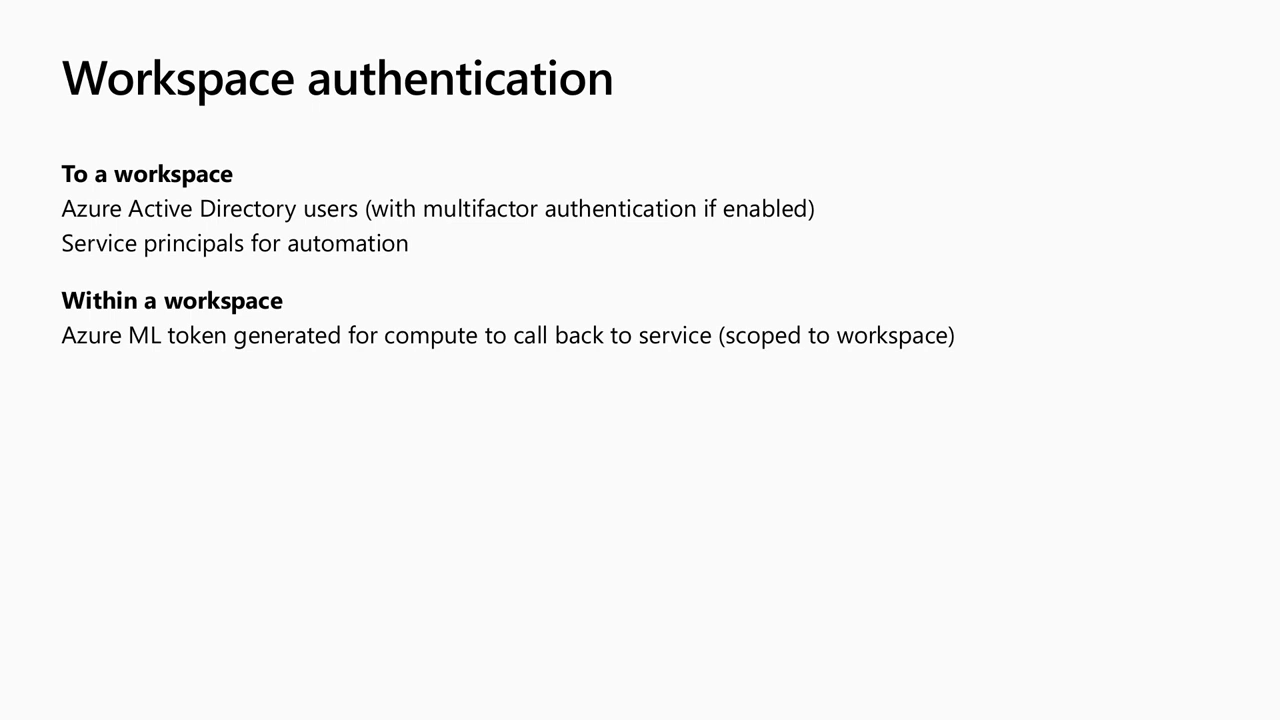 Workspace authentication
To a workspace
Azure Active Directory users (with multifactor authentication if enabled)
Service principals for automation
Within a workspace
Azure ML token generated for compute to call back to service (scoped to workspace)